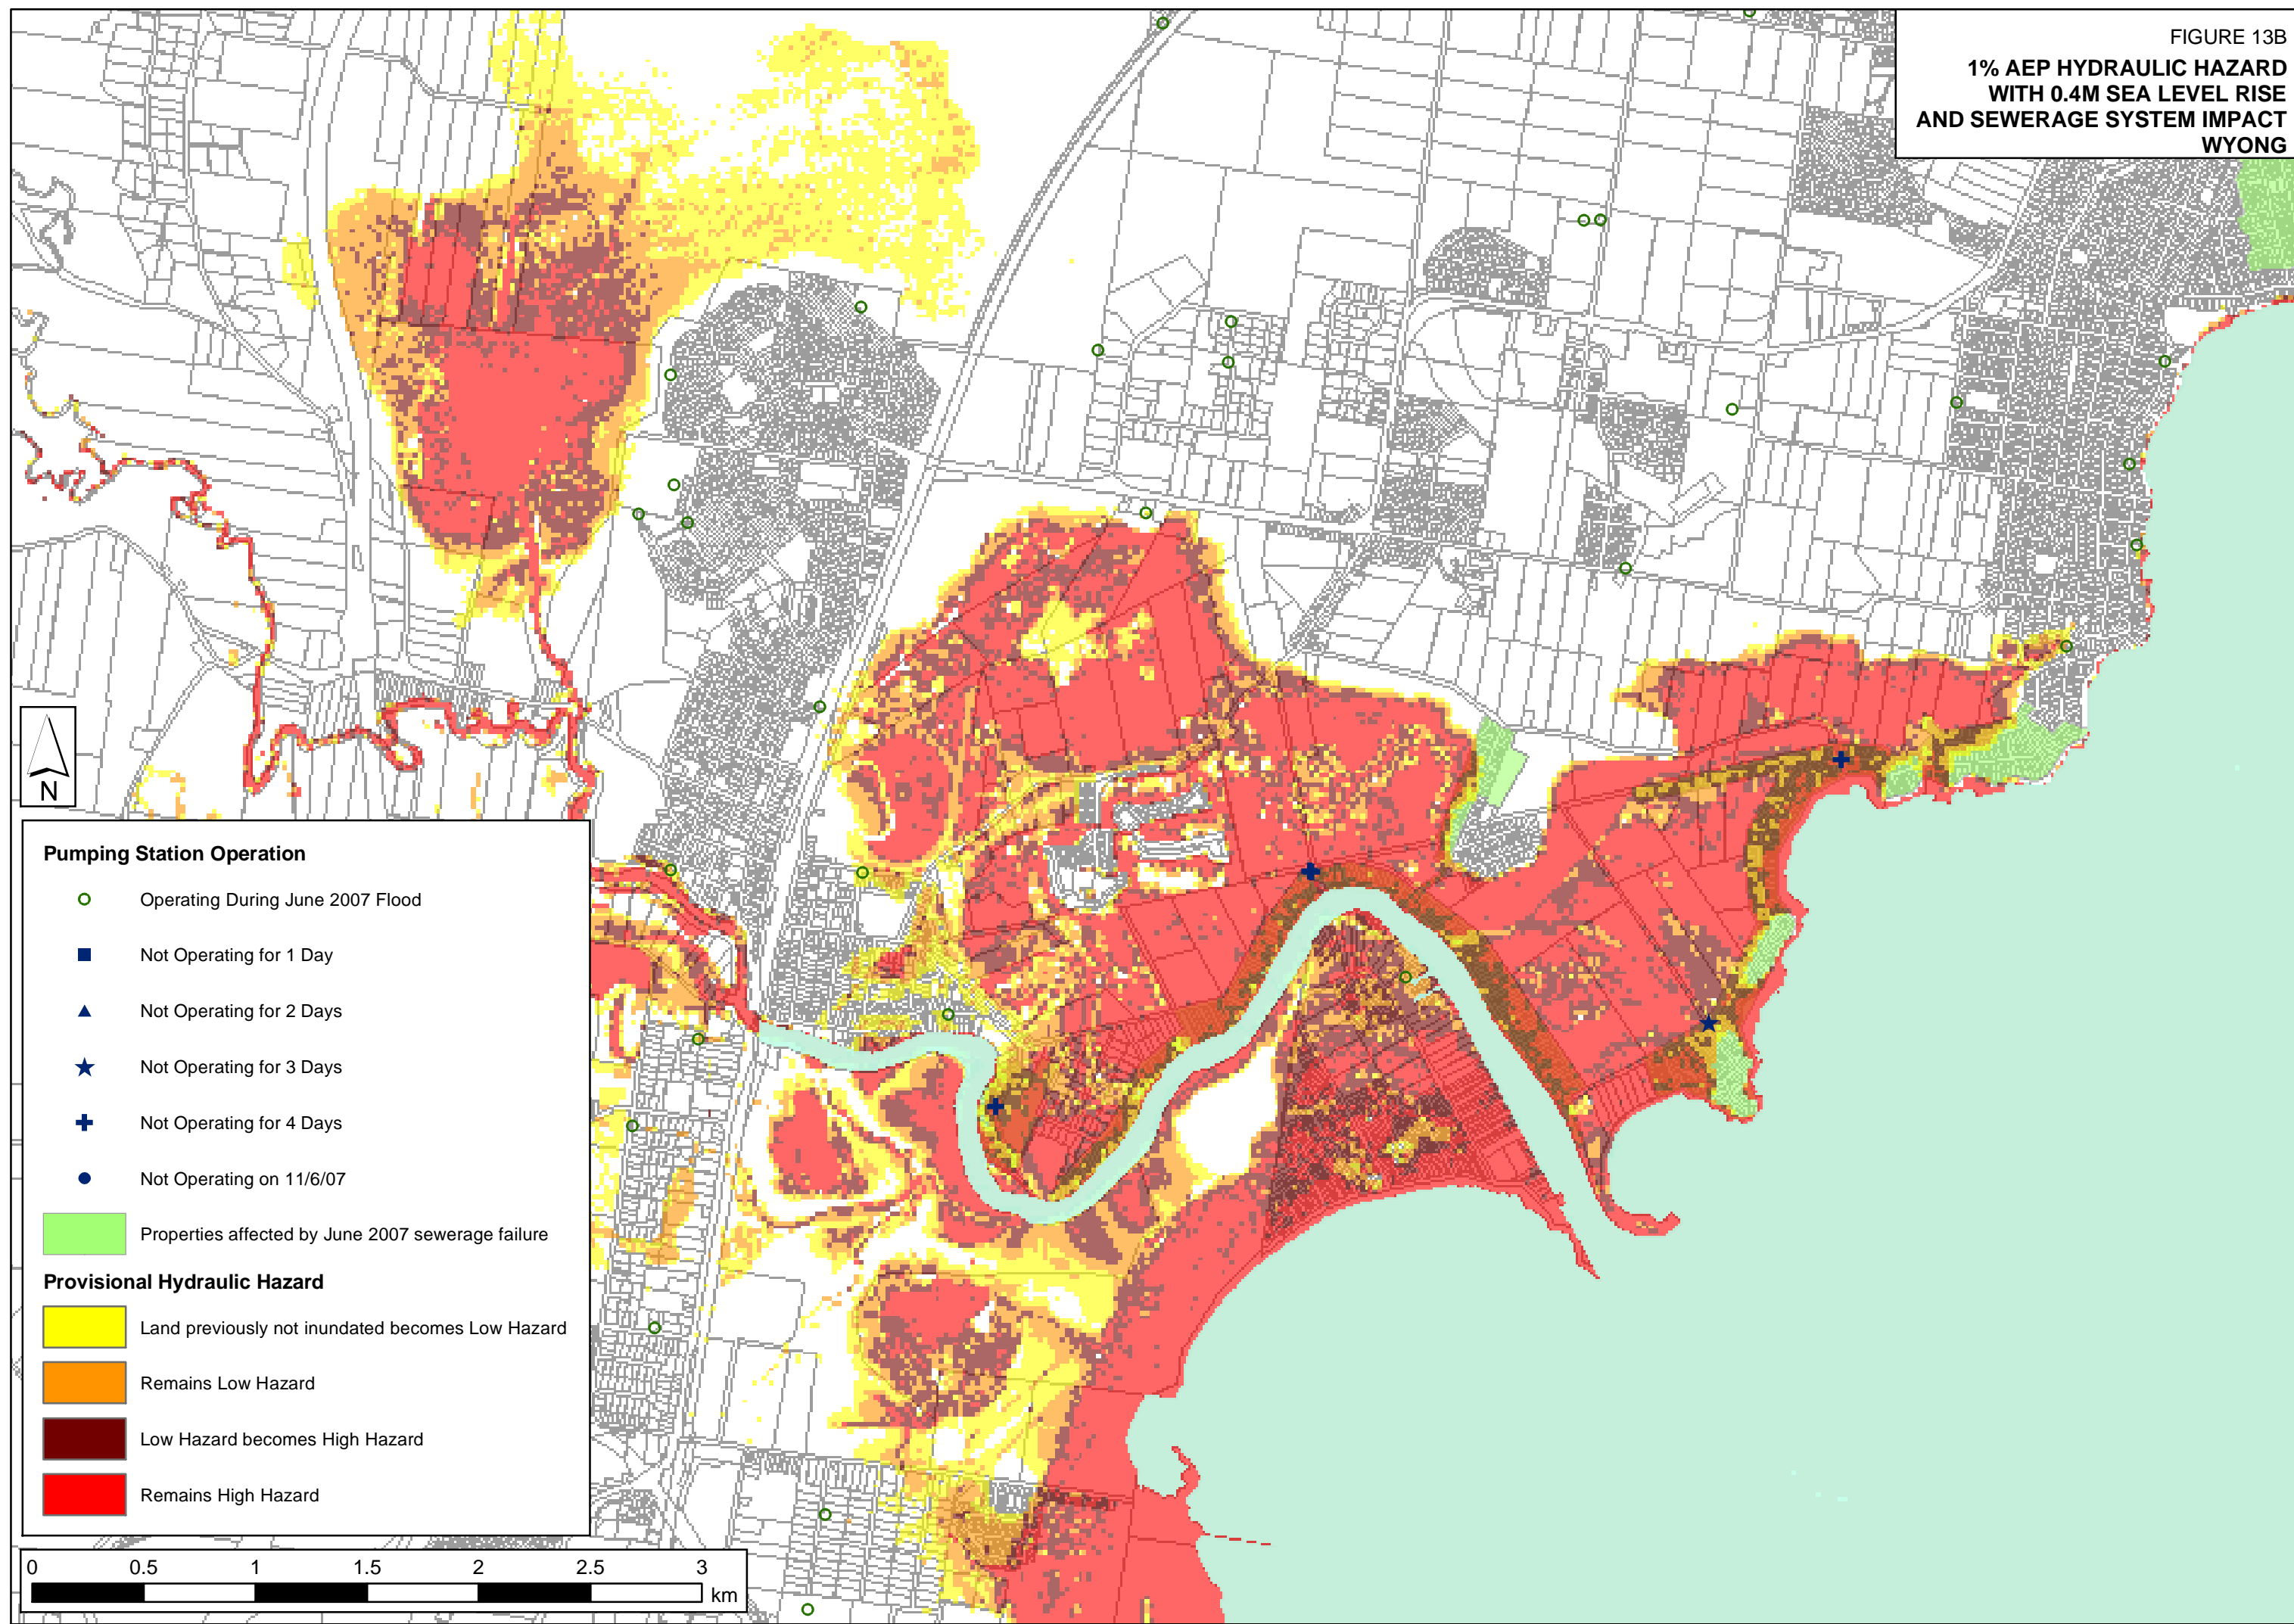 FIGURE 13B
1% AEP HYDRAULIC HAZARD
WITH 0.4M SEA LEVEL RISE
AND SEWERAGE SYSTEM IMPACT
WYONG
N
Pumping Station Operation
Operating During June 2007 Flood
Not Operating for 1 Day
Not Operating for 2 Days
Not Operating for 3 Days
Not Operating for 4 Days
Not Operating on 11/6/07
Properties affected by June 2007 sewerage failure
Provisional Hydraulic Hazard
Land previously not inundated becomes Low Hazard
Remains Low Hazard
Low Hazard becomes High Hazard
Remains High Hazard
0 0.5 1 1.5 2 2.5 3
km